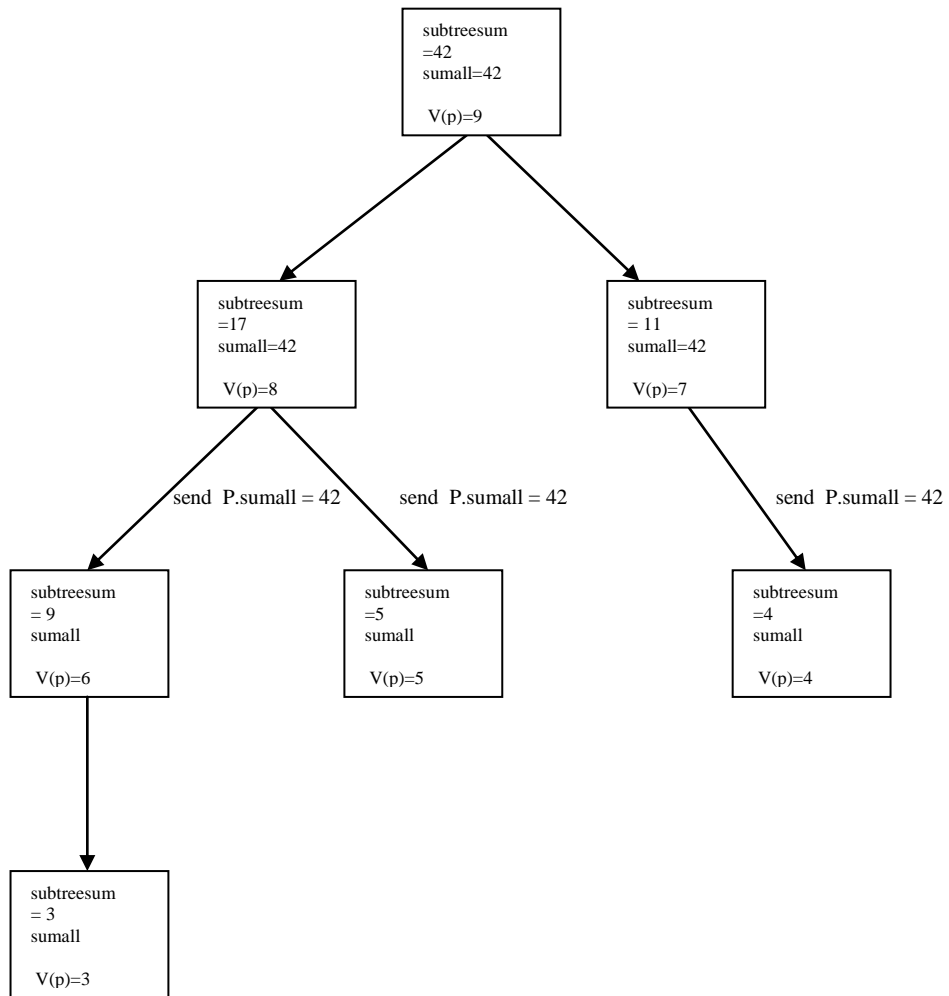 subtreesum
=42
sumall=42
V(p)=9
subtreesum
=17
sumall=42
V(p)=8
subtreesum
= 11
sumall=42
V(p)=7
send P.sumall = 42
send P.sumall = 42
send P.sumall = 42
subtreesum
= 9
sumall
V(p)=6
subtreesum
=5
sumall
V(p)=5
subtreesum
=4
sumall
V(p)=4
subtreesum
= 3
sumall
V(p)=3